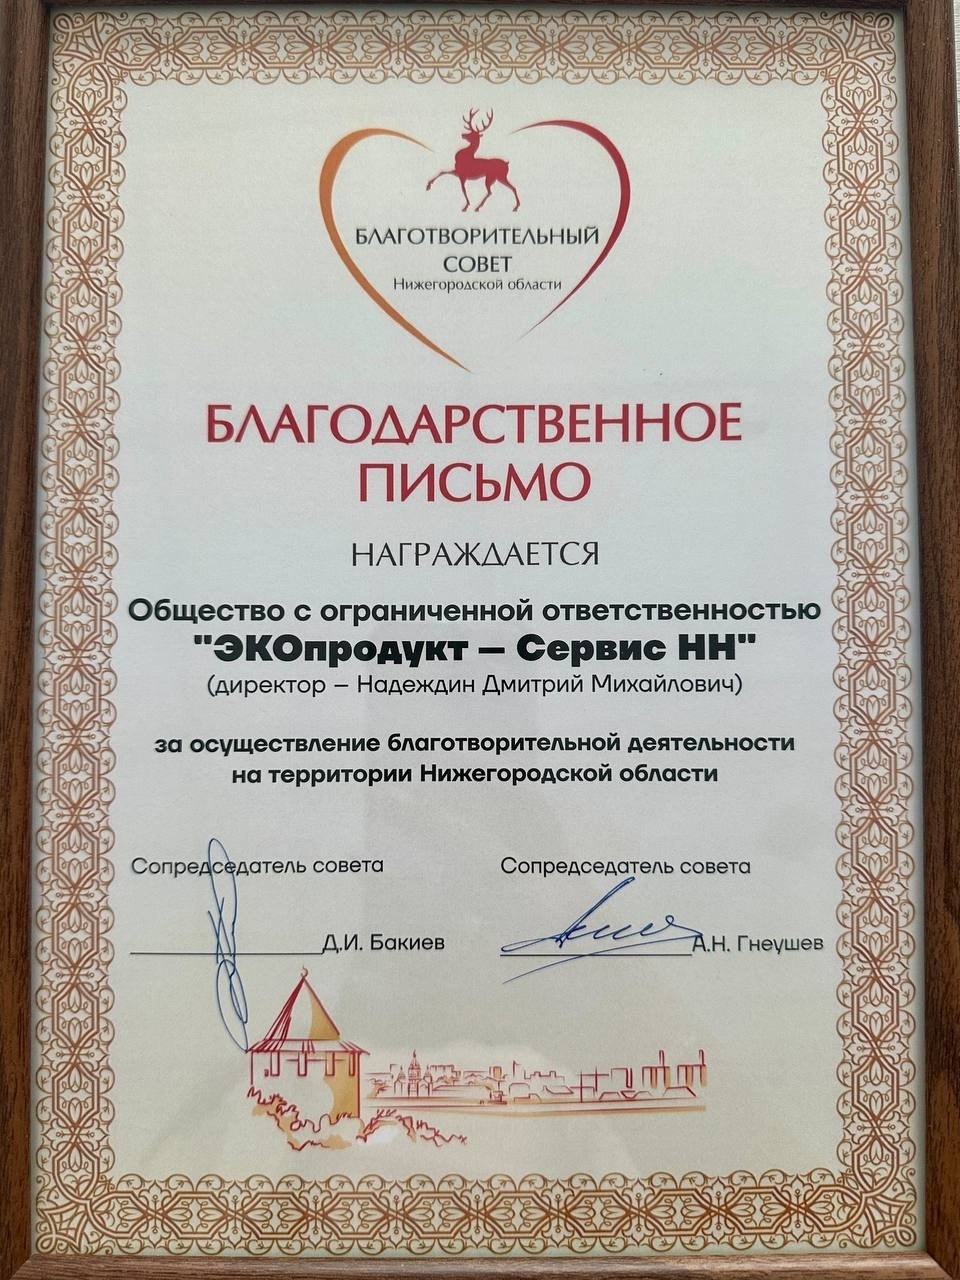 БЛАГОТВОРИТЕЛЬНЫЙ
СОВЕТ
Нижегородской области
БЛАГОДАРСТВЕННОЕ
ПИСЬМО
НАГРАЖДАЕТСЯ
Общество с ограниченной ответственностью
"ЭКОпродукт – Сервис НН"
(директор – Надеждин Дмитрий Михайлович)
за осуществление благотворительной деятельности
на территории Нижегородской области
Сопредседатель совета
Д.И. Бакиев
Сопредседатель совета
А.Н. Гнеушев